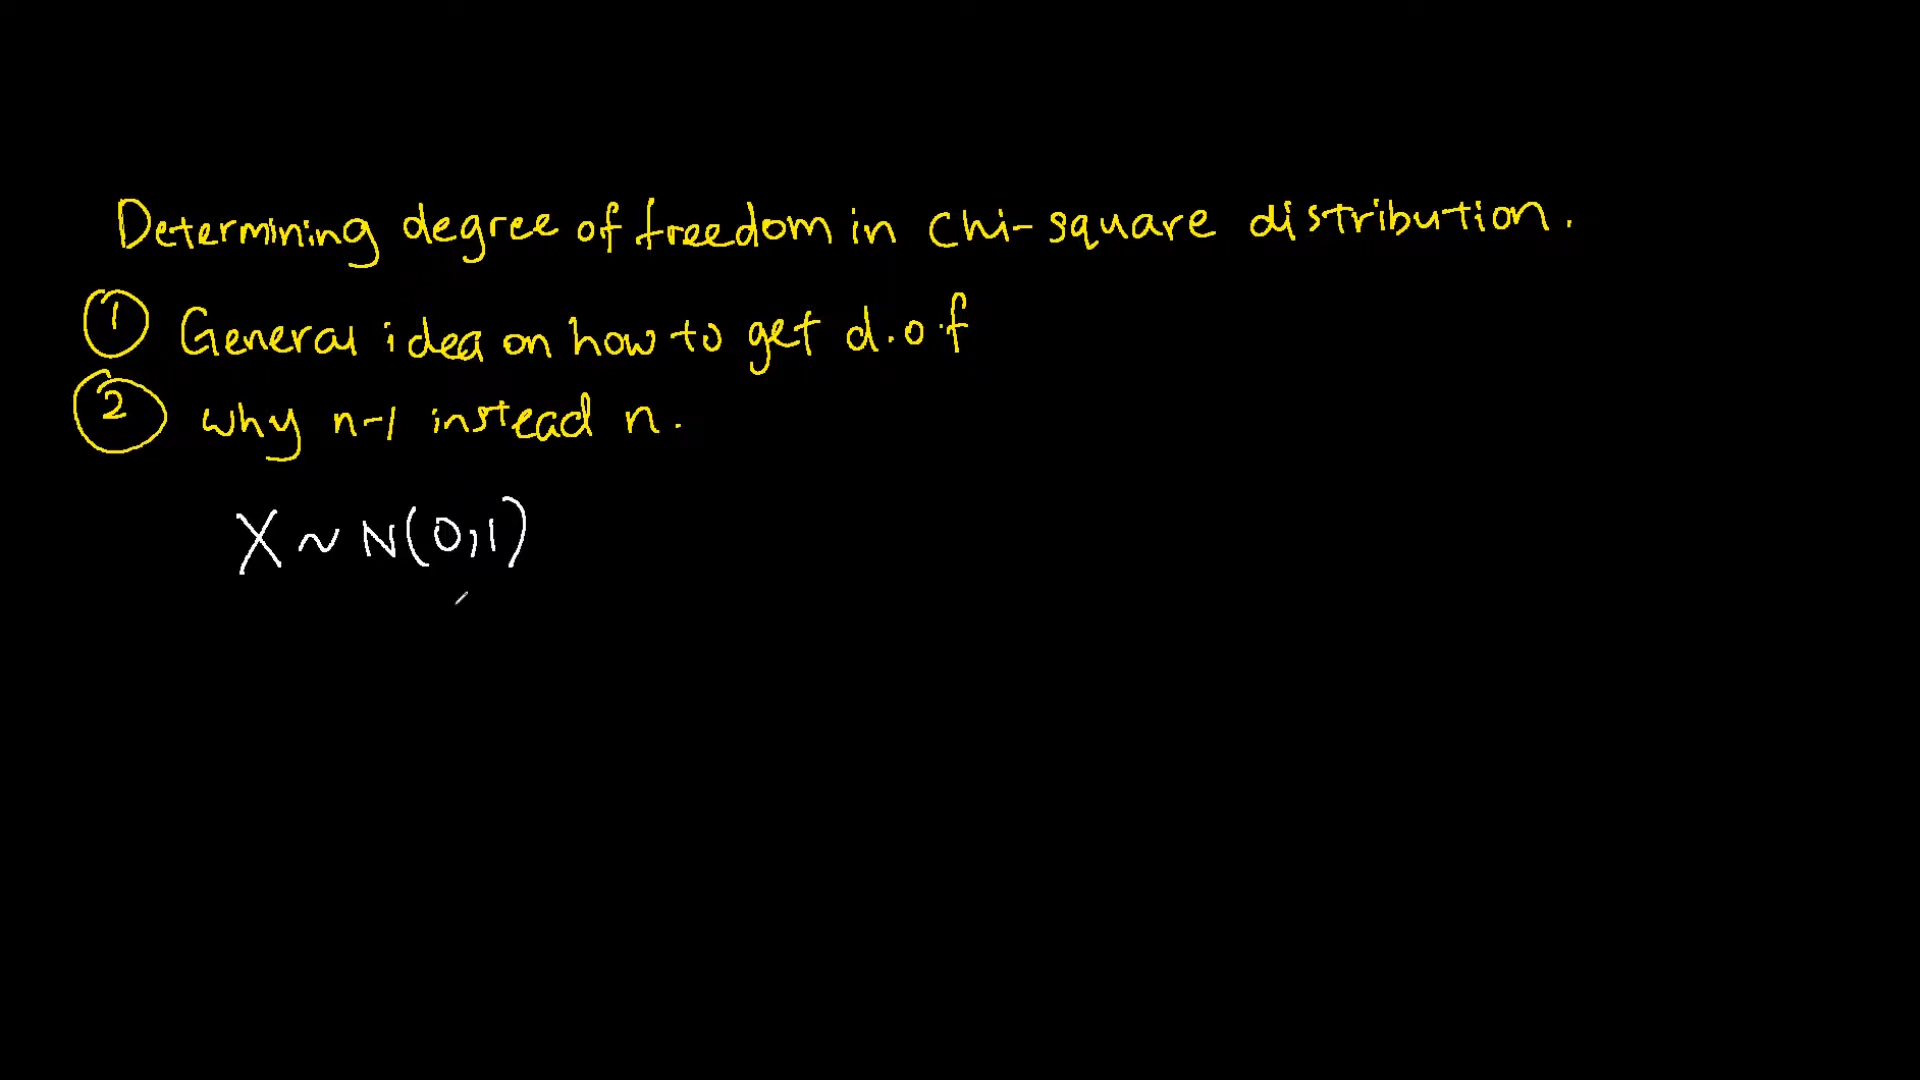 Determining degree of freedom in Chi-square distribution.
① General idea on how to get d.o.f
② why n-1 instead n.
X ~ N(0,1)